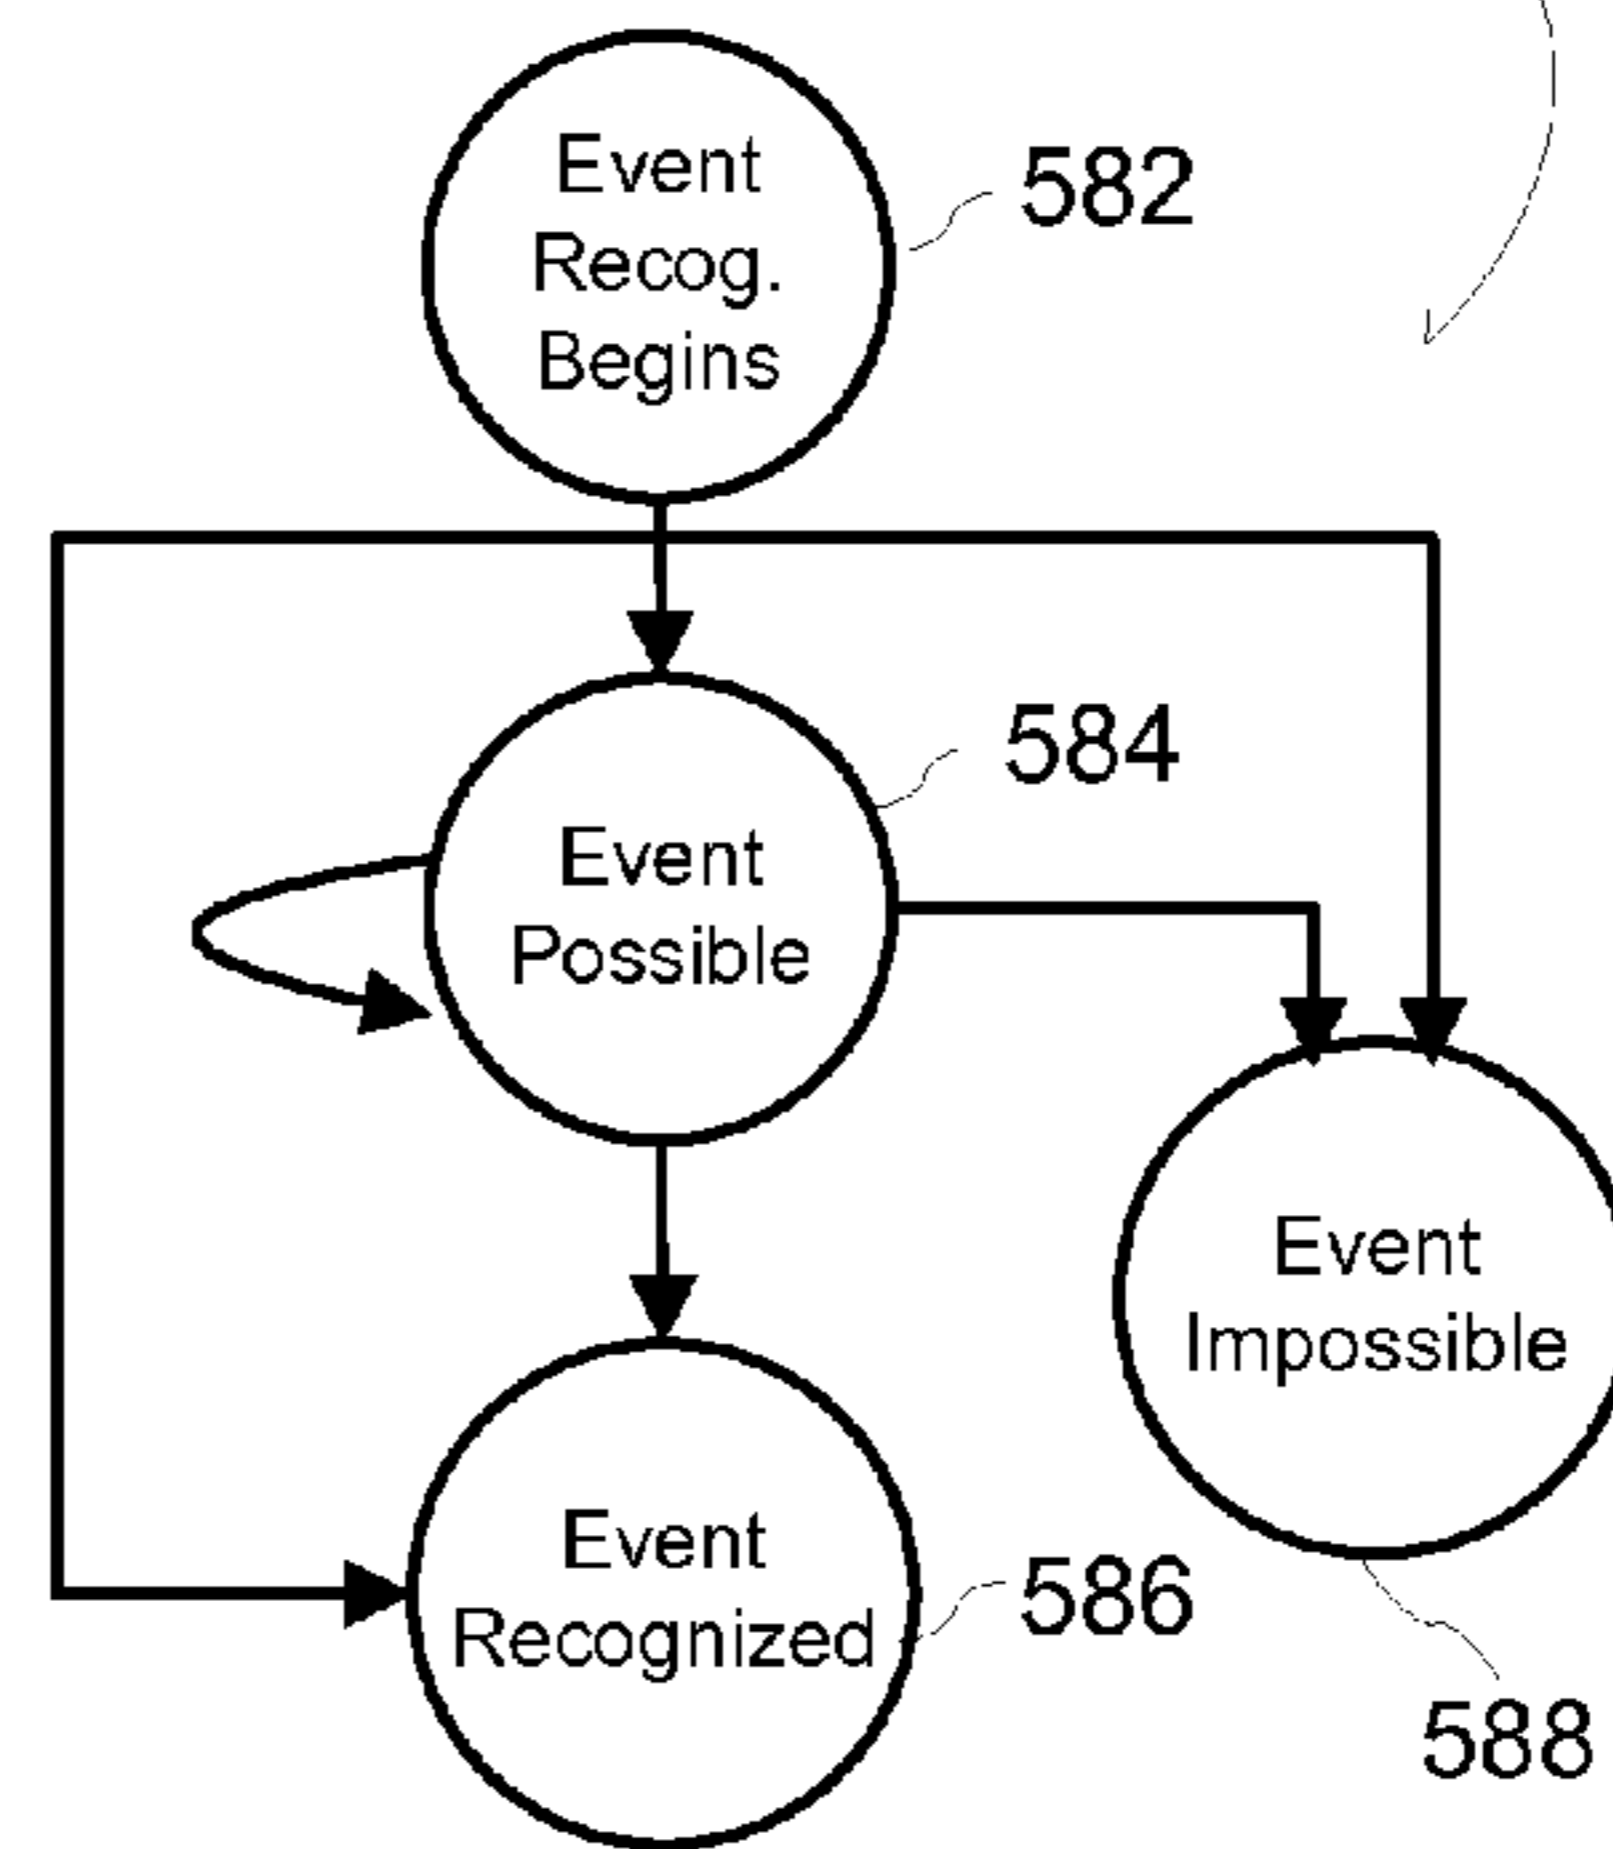 Event
Recog.
Begins
582
584
Event
Possible
Event
Impossible
Event
Recognized
586
588